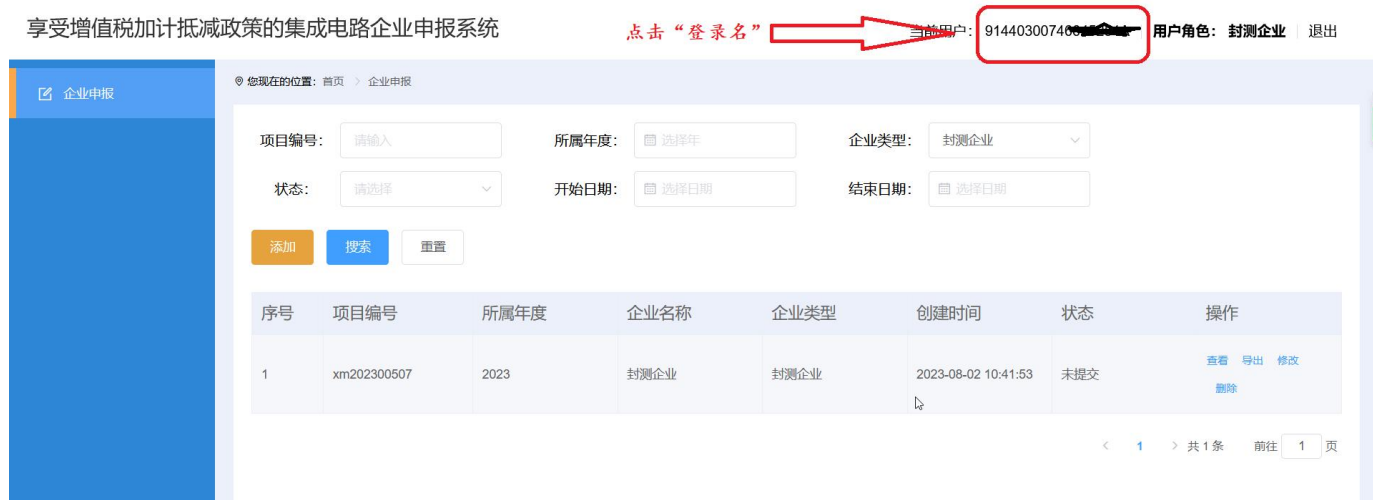 享受增值税加计抵减政策的集成电路企业申报系统
点击“登录名”
当前用户: 914403007
用户角色: 封测企业
退出
企业申报
您现在的位置: 首页 > 企业申报
项目编号: 请输入
所属年度: 选择年
企业类型: 封测企业
状态: 请选择
开始日期: 选择日期
结束日期: 选择日期
添加 搜索 重置
序号 项目编号 所属年度 企业名称 企业类型 创建时间 状态 操作
1 xm202300507 2023 封测企业 封测企业 2023-08-02 10:41:53 未提交 查看 导出 修改
删除
< 1 > 共 1 条 前往 1 页